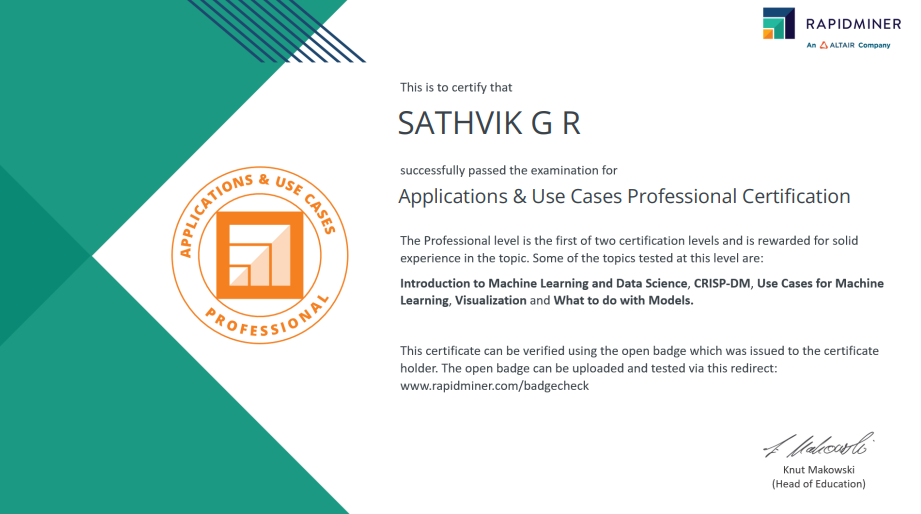 RAPIDMINER
An ALTAIR Company
This is to certify that
SATHVIK G R
successfully passed the examination for
Applications & Use Cases Professional Certification
APPLICATIONS & USE CASES
PROFESSIONAL
The Professional level is the first of two certification levels and is rewarded for solid
experience in the topic. Some of the topics tested at this level are:
Introduction to Machine Learning and Data Science, CRISP-DM, Use Cases for Machine
Learning, Visualization and What to do with Models.
This certificate can be verified using the open badge which was issued to the certificate
holder. The open badge can be uploaded and tested via this redirect:
www.rapidminer.com/badgecheck
Knut Makowski
(Head of Education)